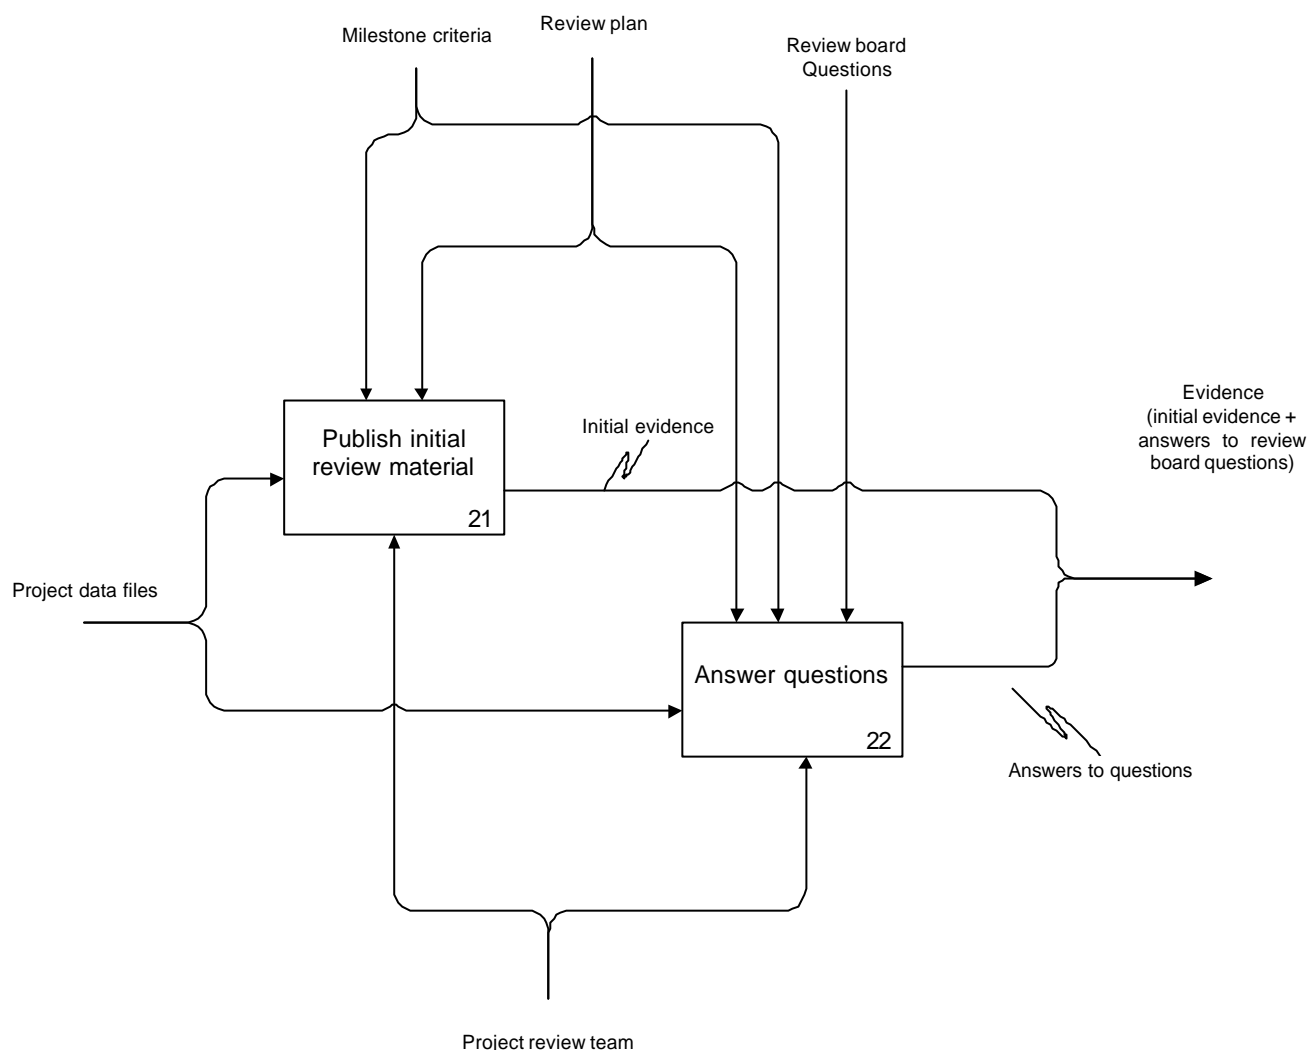 Milestone criteria
Review plan
Review board
Questions
Evidence
(initial evidence +
answers to review
board questions)
Initial evidence
Publish initial
review material
21
Project data files
Answer questions
22
Answers to questions
Project review team